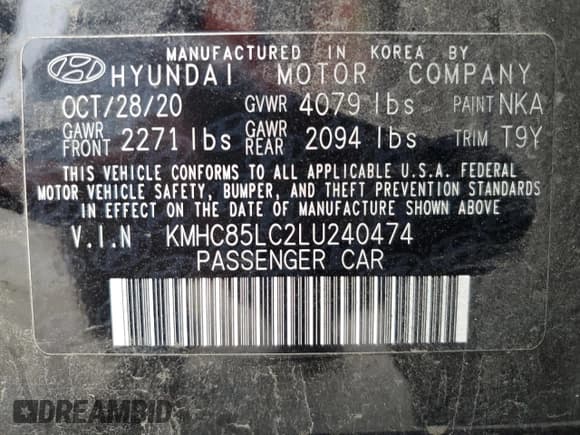 MANUFACTURED IN KOREA BY
HYUNDAI MOTOR COMPANY
OCT/28/20 GVWR 4079 lbs PAINT NKA
GAWR FRONT 2271 lbs GAWR REAR 2094 lbs TRIM T9Y
THIS VEHICLE CONFORMS TO ALL APPLICABLE U.S.A. FEDERAL
MOTOR VEHICLE SAFETY, BUMPER, AND THEFT PREVENTION STANDARDS
IN EFFECT ON THE DATE OF MANUFACTURE SHOWN ABOVE
V.I.N KMHC85LC2LU240474
PASSENGER CAR
DREAMBID